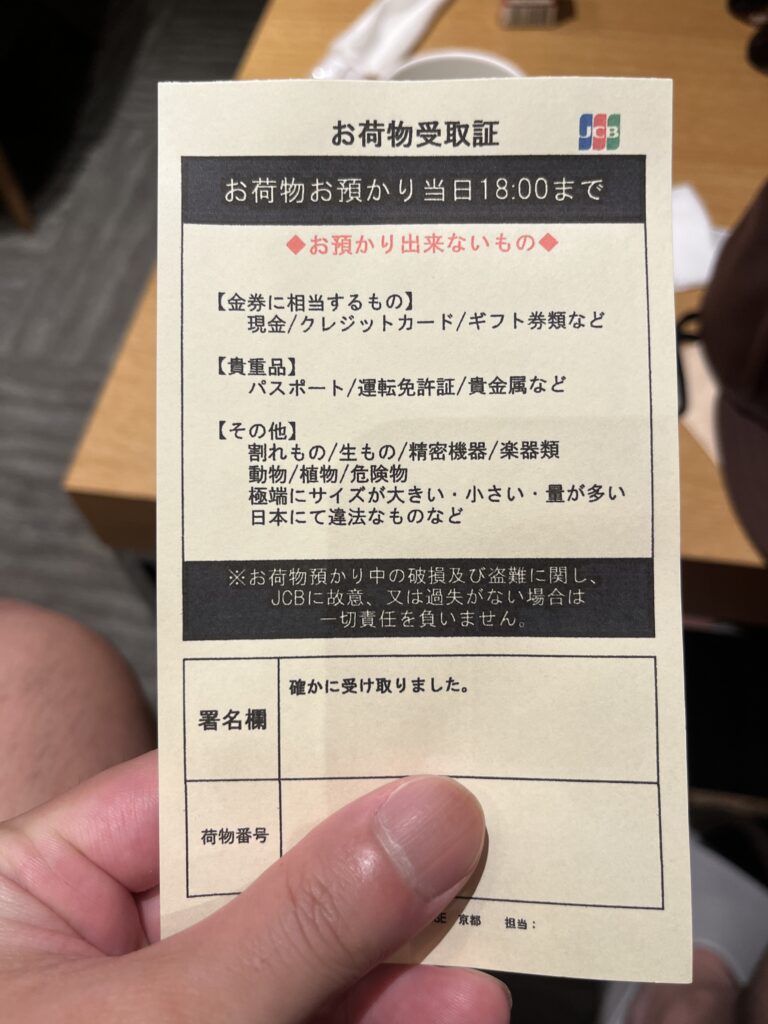 お荷物受取証
JCB
お荷物お預かり当日18:00まで
◆お預かり出来ないもの◆
【金券に相当するもの】
現金/クレジットカード/ギフト券類など
【貴重品】
パスポート/運転免許証/貴金属など
【その他】
割れもの/生もの/精密機器/楽器類
動物/植物/危険物
極端にサイズが大きい・小さい・量が多い
日本にて違法なものなど
※お荷物預かり中の破損及び盗難に関し、
JCBに故意、又は過失がない場合は
一切責任を負いません。
署名欄
確かに受け取りました。
荷物番号
京都 担当: